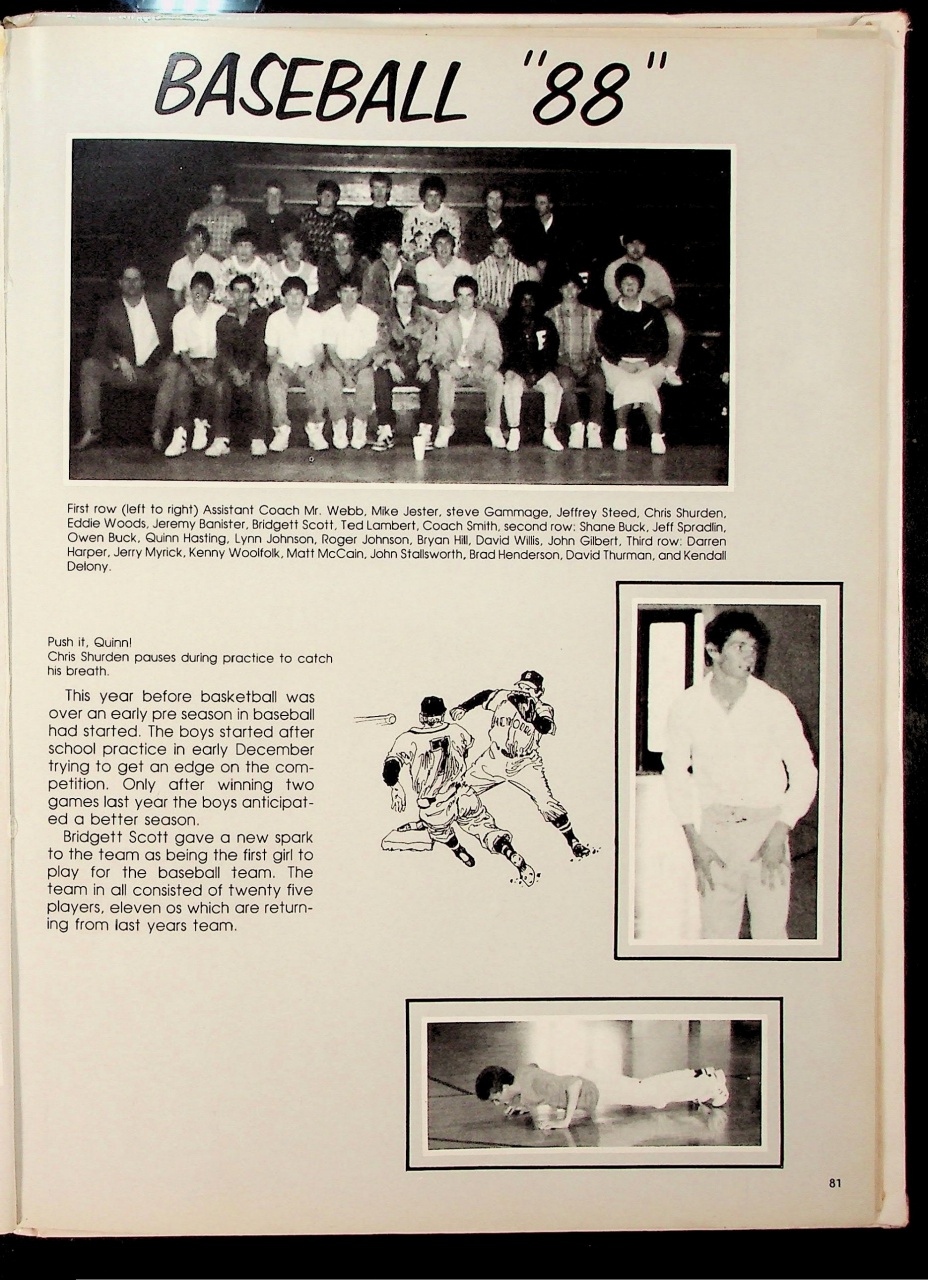 BASEBALL "88"
First row (left to right) Assistant Coach Mr. Webb, Mike Jester, steve Gammage, Jeffrey Steed, Chris Shurden,
Eddie Woods, Jeremy Banister, Bridgett Scott, Ted Lambert, Coach Smith, second row: Shane Buck, Jeff Spradlin,
Owen Buck, Quinn Hasting, Lynn Johnson, Roger Johnson, Bryan Hill, David Willis, John Gilbert, Third row: Darren
Harper, Jerry Myrick, Kenny Woolfolk, Matt McCain, John Stallsworth, Brad Henderson, David Thurman, and Kendall
Delony.
Push it, Quinn!
Chris Shurden pauses during practice to catch
his breath.
This year before basketball was
over an early pre season in baseball
had started. The boys started after
school practice in early December
trying to get an edge on the com-
petition. Only after winning two
games last year the boys anticipat-
ed a better season.
Bridgett Scott gave a new spark
to the team as being the first girl to
play for the baseball team. The
team in all consisted of twenty five
players, eleven os which are return-
ing from last years team.
7
B
F
81